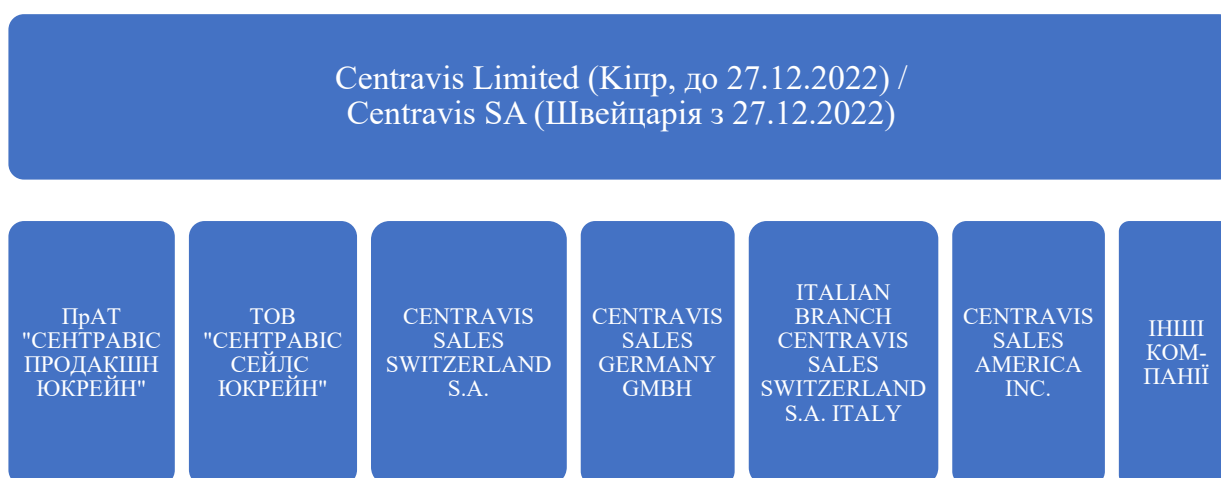 Centravis Limited (Кіпр, до 27.12.2022) /
Centravis SA (Швейцарія з 27.12.2022)
ПрАТ
"СЕНТРАВІС
ПРОДАКШН
ЮКРЕЙН"
ТОВ
"СЕНТРАВІС
СЕЙЛС
ЮКРЕЙН"
CENTRAVIS
SALES
SWITZERLAND
S.A.
CENTRAVIS
SALES
GERMANY
GMBH
ITALIAN
BRANCH
CENTRAVIS
SALES
SWITZERLAND
S.A. ITALY
CENTRAVIS
SALES
AMERICA
INC.
ІНШІ
КОМ-
ПАНІЇ